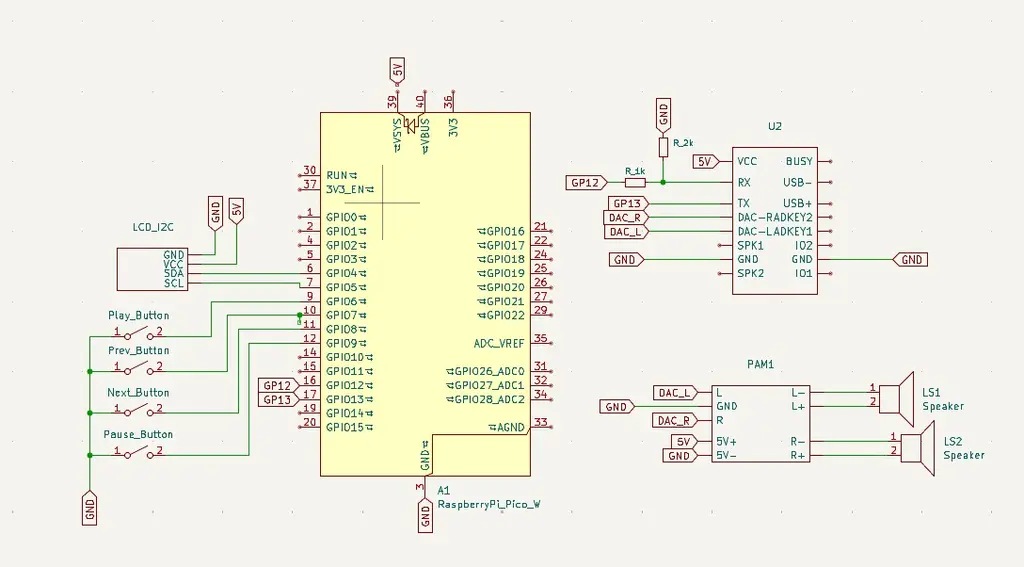 5V
39
40
36
VSYS
VBUS
3V3
30
RUN
37
3V3_EN
1
GPIO0
2
GPIO1
4
GPIO2
5
GPIO3
6
GPIO4
7
GPIO5
9
GPIO6
10
GPIO7
11
GPIO8
12
GPIO9
14
GPIO10
15
GPIO11
16
GPIO12
17
GPIO13
19
GPIO14
20
GPIO15
GPIO16
21
GPIO17
22
GPIO18
24
GPIO19
25
GPIO20
26
GPIO21
27
GPIO22
29
ADC_VREF
35
GPIO26_ADC0
31
GPIO27_ADC1
32
GPIO28_ADC2
34
AGND
33
GND
3
GND
A1
RaspberryPi_Pico_W
GP12
GP13
LCD_I2C
GND
5V
GND
VCC
SDA
SCL
Play_Button
1
2
Prev_Button
1
2
Next_Button
1
2
Pause_Button
1
2
GND
GND
R_2k
R_1k
GP12
GP13
DAC_R
DAC_L
GND
5V
U2
VCC
RX
TX
DAC-RADKEY2
DAC-LADKEY1
SPK1
GND
SPK2
BUSY
USB-
USB+
IO2
GND
IO1
GND
PAM1
DAC_L
GND
DAC_R
5V
GND
L
GND
R
5V+
5V-
L-
L+
R-
R+
1
2
LS1
Speaker
1
2
LS2
Speaker